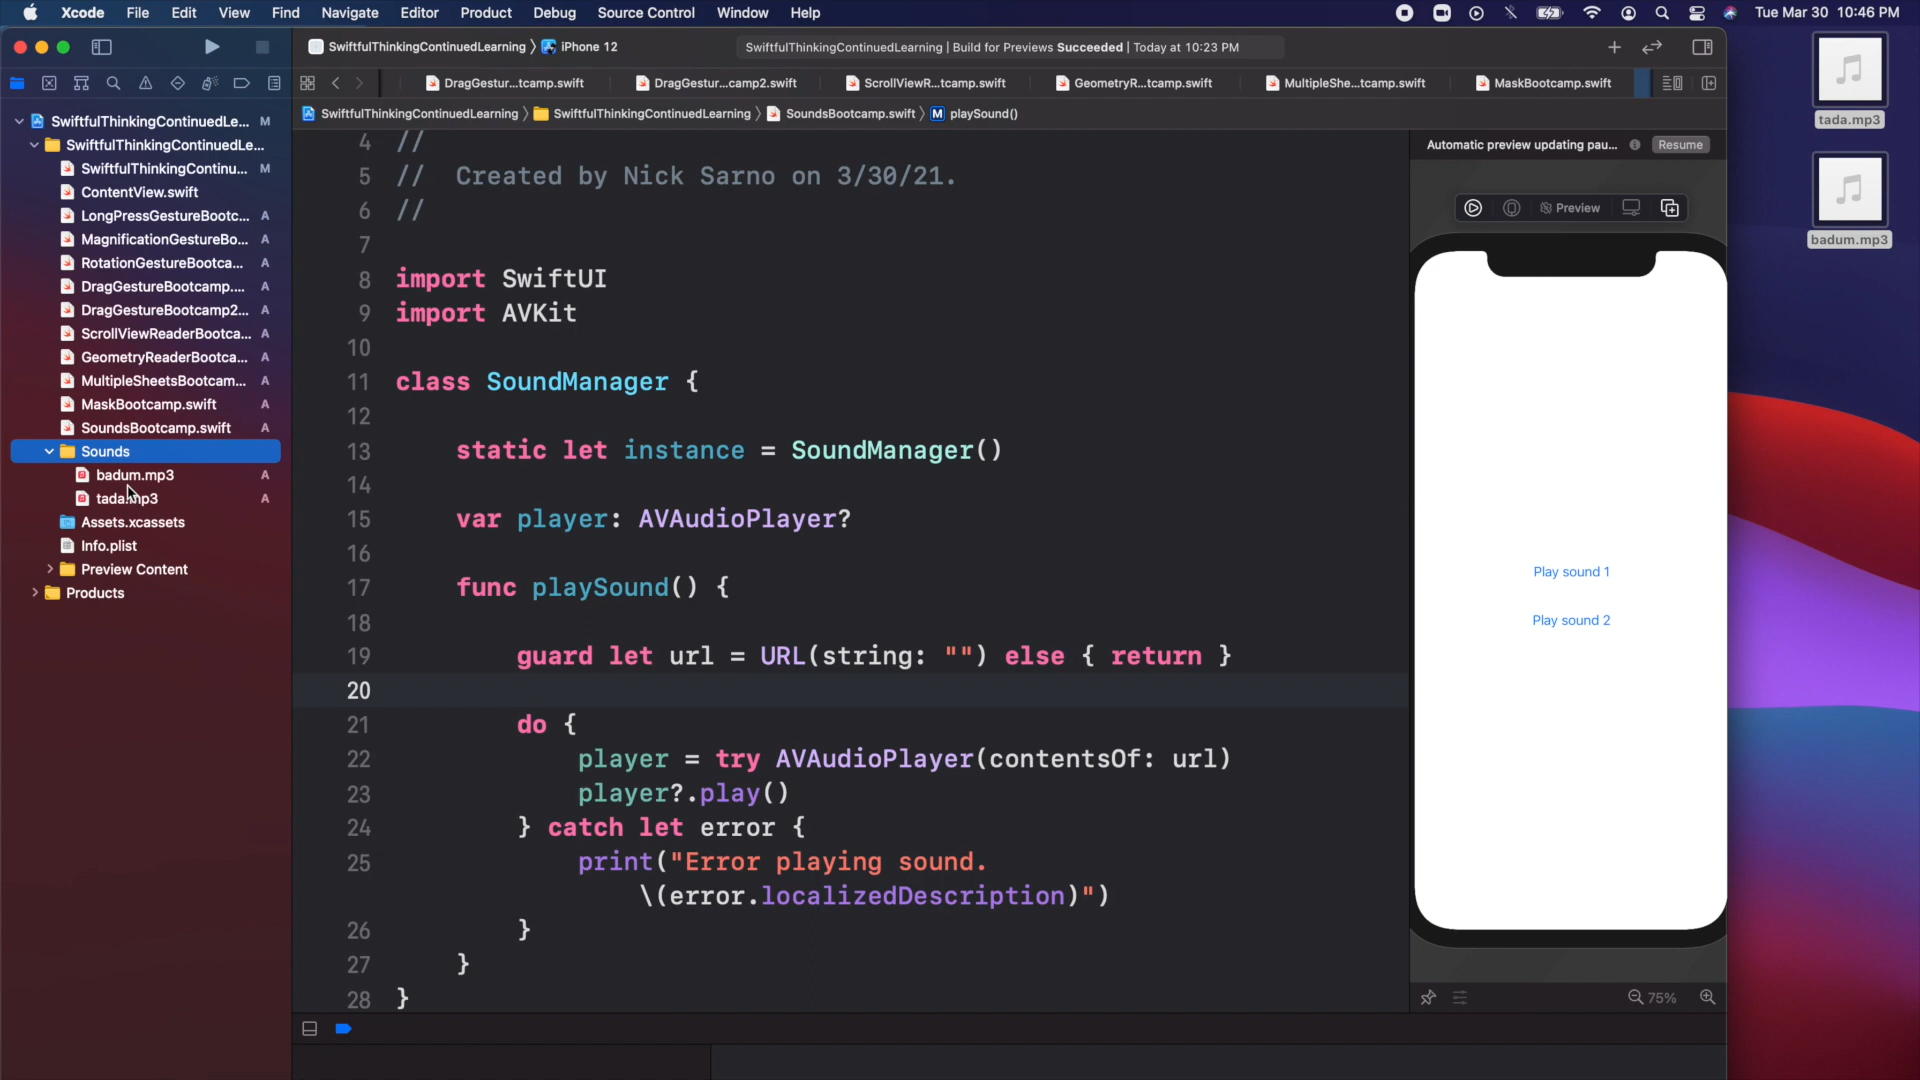 Xcode File Edit View Find Navigate Editor Product Debug Source Control Window Help Tue Mar 30 10:46 PM
SwiftfulThinkingContinuedLearning iPhone 12 SwiftfulThinkingContinuedLearning | Build for Previews Succeeded | Today at 10:23 PM
DragGestur...tcamp.swift DragGestur...camp2.swift ScrollViewR...tcamp.swift GeometryR...tcamp.swift MultipleShe...tcamp.swift MaskBootcamp.swift
SwiftfulThinkingContinuedLearning SwiftfulThinkingContinuedLearning SoundsBootcamp.swift M playSound()
SwiftfulThinkingContinuedLe... M
SwiftfulThinkingContinuedLe...
SwiftfulThinkingContinu... M
ContentView.swift
LongPressGestureBootc... A
MagnificationGestureBo... A
RotationGestureBootca... A
DragGestureBootcamp.... A
DragGestureBootcamp2... A
ScrollViewReaderBootca... A
GeometryReaderBootca... A
MultipleSheetsBootcam... A
MaskBootcamp.swift A
SoundsBootcamp.swift A
Sounds
badum.mp3 A
tada.mp3 A
Assets.xcassets
Info.plist
Preview Content
Products
4 //
5 // Created by Nick Sarno on 3/30/21.
6 //
7
8 import SwiftUI
9 import AVKit
10
11 class SoundManager {
12
13 static let instance = SoundManager()
14
15 var player: AVAudioPlayer?
16
17 func playSound() {
18
19 guard let url = URL(string: "") else { return }
20
21 do {
22 player = try AVAudioPlayer(contentsOf: url)
23 player?.play()
24 } catch let error {
25 print("Error playing sound.
\(error.localizedDescription)")
26 }
27 }
28 }
Automatic preview updating pau... Resume
Preview
Play sound 1
Play sound 2
75%
tada.mp3
badum.mp3